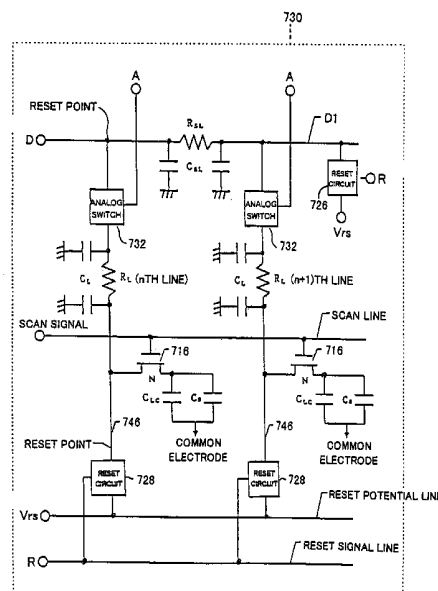 730
A
A
RESET POINT
RSL
D1
D
CSL
RESET CIRCUIT
R
726
Vrs
ANALOG SWITCH
ANALOG SWITCH
732
732
CL
RL (nTH LINE)
CL
RL (n+1)TH LINE
SCAN SIGNAL
SCAN LINE
716
716
N
N
CLC
CS
CLC
CS
746
COMMON ELECTRODE
746
COMMON ELECTRODE
RESET POINT
RESET CIRCUIT
728
RESET CIRCUIT
728
RESET POTENTIAL LINE
Vrs
RESET SIGNAL LINE
R